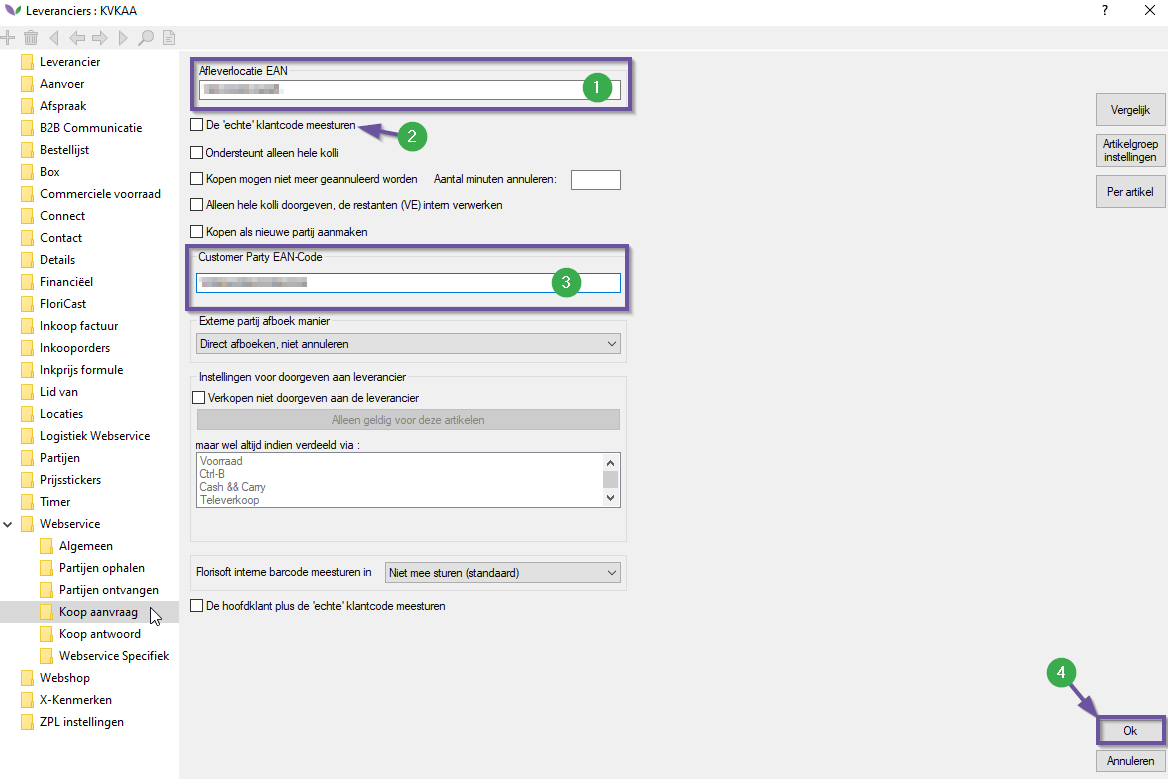 Leveranciers : KVKAA
?
Leverancier
Aanvoer
Afspraak
B2B Communicatie
Bestellijst
Box
Commerciele voorraad
Connect
Contact
Details
Financiëel
FloriCast
Inkoop factuur
Inkooporders
Inkprijs formule
Lid van
Locaties
Logistiek Webservice
Partijen
Prijsstickers
Timer
Webservice
Algemeen
Partijen ophalen
Partijen ontvangen
Koop aanvraag
Koop antwoord
Webservice Specifiek
Webshop
X-Kenmerken
ZPL instellingen
Afleverlocatie EAN
1
De 'echte' klantcode meesturen
2
Ondersteunt alleen hele kolli
Kopen mogen niet meer geannuleerd worden Aantal minuten annuleren:
Alleen hele kolli doorgeven, de restanten (VE) intern verwerken
Kopen als nieuwe partij aanmaken
Customer Party EAN-Code
3
Externe partij afboek manier
Direct afboeken, niet annuleren
Instellingen voor doorgeven aan leverancier
Verkopen niet doorgeven aan de leverancier
Alleen geldig voor deze artikelen
maar wel altijd indien verdeeld via :
Voorraad
Ctrl-B
Cash && Carry
Televerkoop
Florisoft interne barcode meesturen in Niet mee sturen (standaard)
De hoofdklant plus de 'echte' klantcode meesturen
Vergelijk
Artikelgroep
instellingen
Per artikel
4
Ok
Annuleren